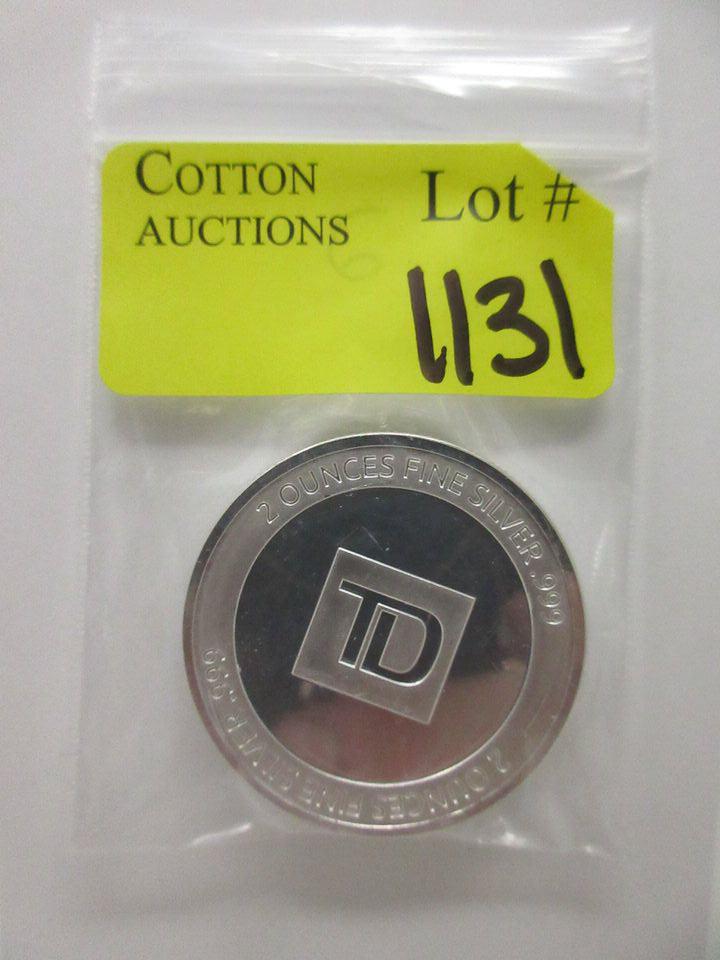 COTTON
AUCTIONS
Lot #
1131
2 OUNCES FINE SILVER .999
TD
2 OUNCES FINE SILVER .999